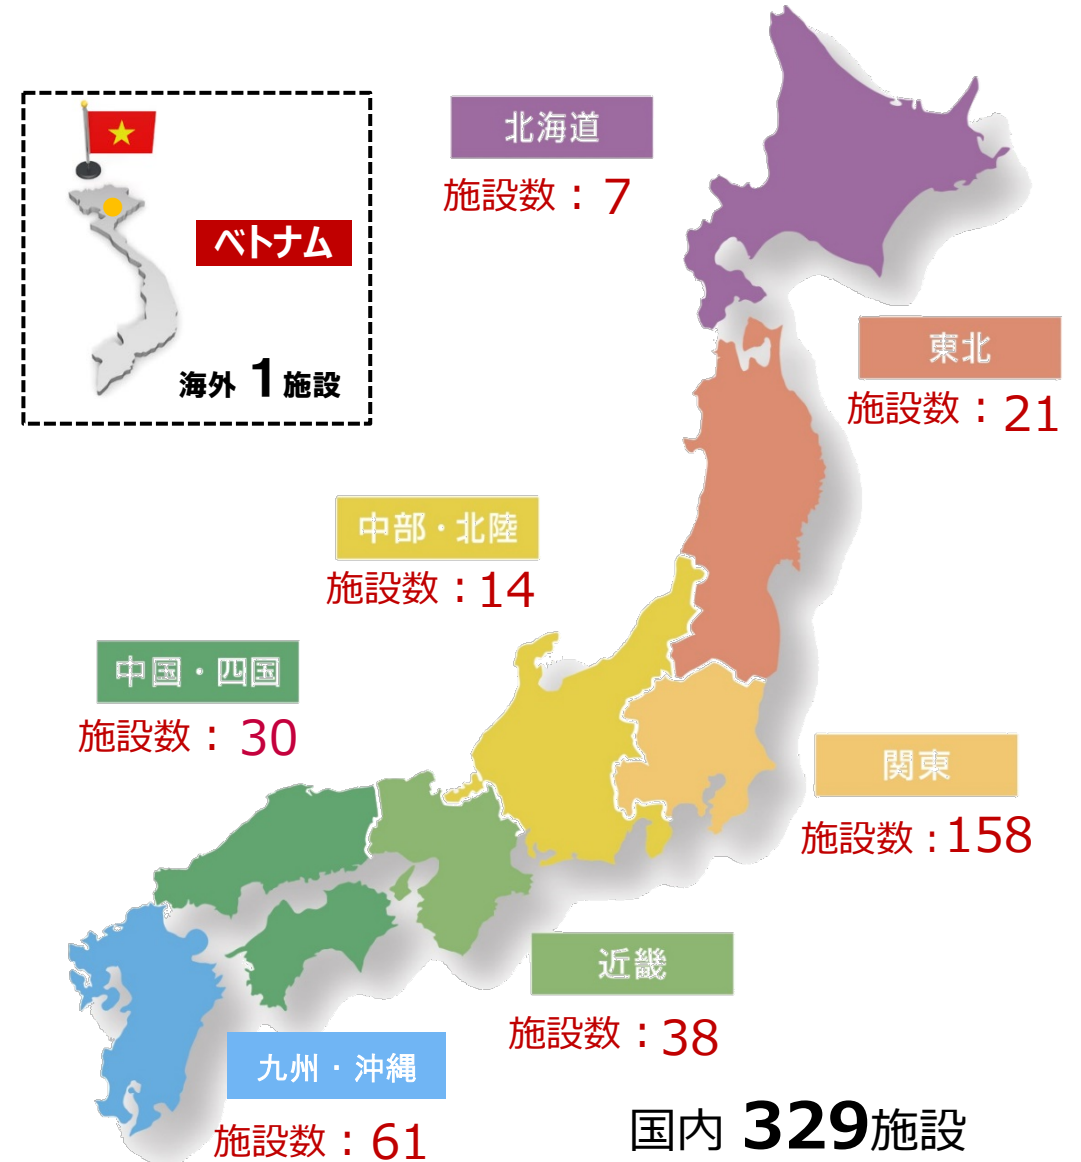 北海道
施設数：7
ベトナム
海外 1施設
東北
施設数：21
中部・北陸
施設数：14
中国・四国
施設数：30
関東
施設数：158
近畿
施設数：38
九州・沖縄
施設数：61
国内 329施設